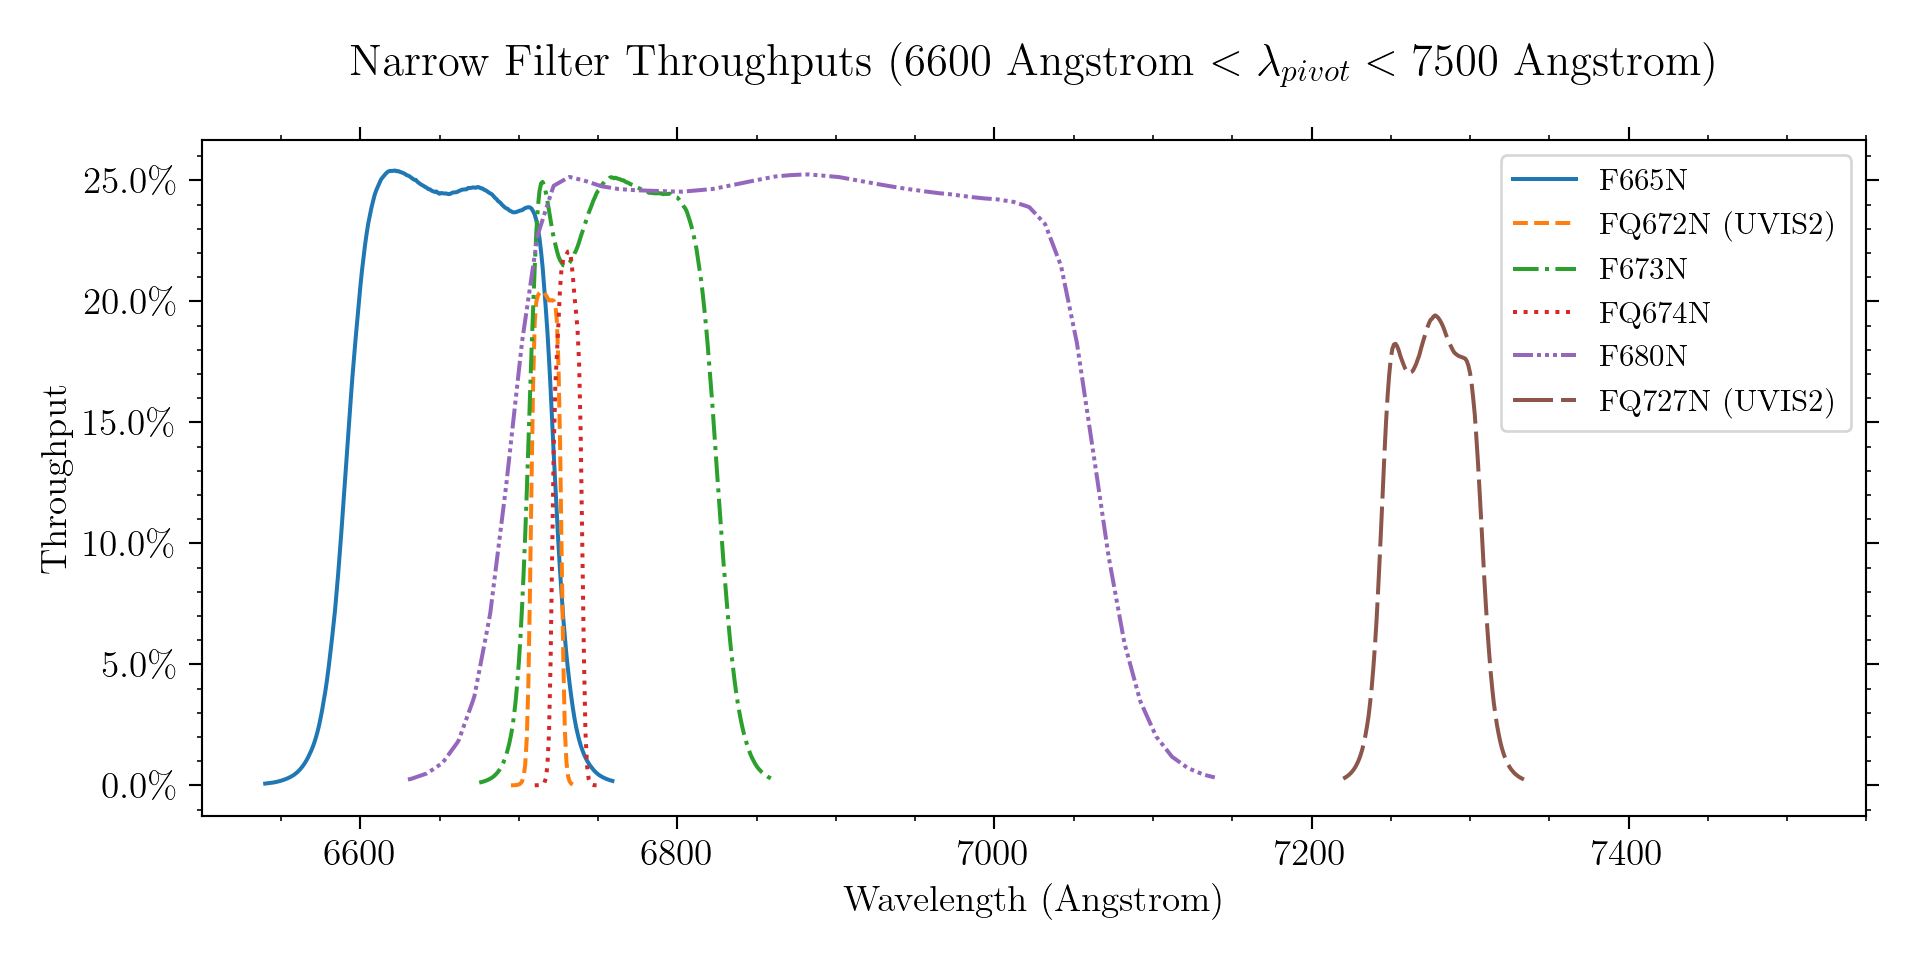 Narrow Filter Throughputs (6600 Angstrom < λpivot < 7500 Angstrom)
25.0%
20.0%
15.0%
10.0%
5.0%
0.0%
Throughput
F665N
FQ672N (UVIS2)
F673N
FQ674N
F680N
FQ727N (UVIS2)
6600 6800 7000 7200 7400
Wavelength (Angstrom)